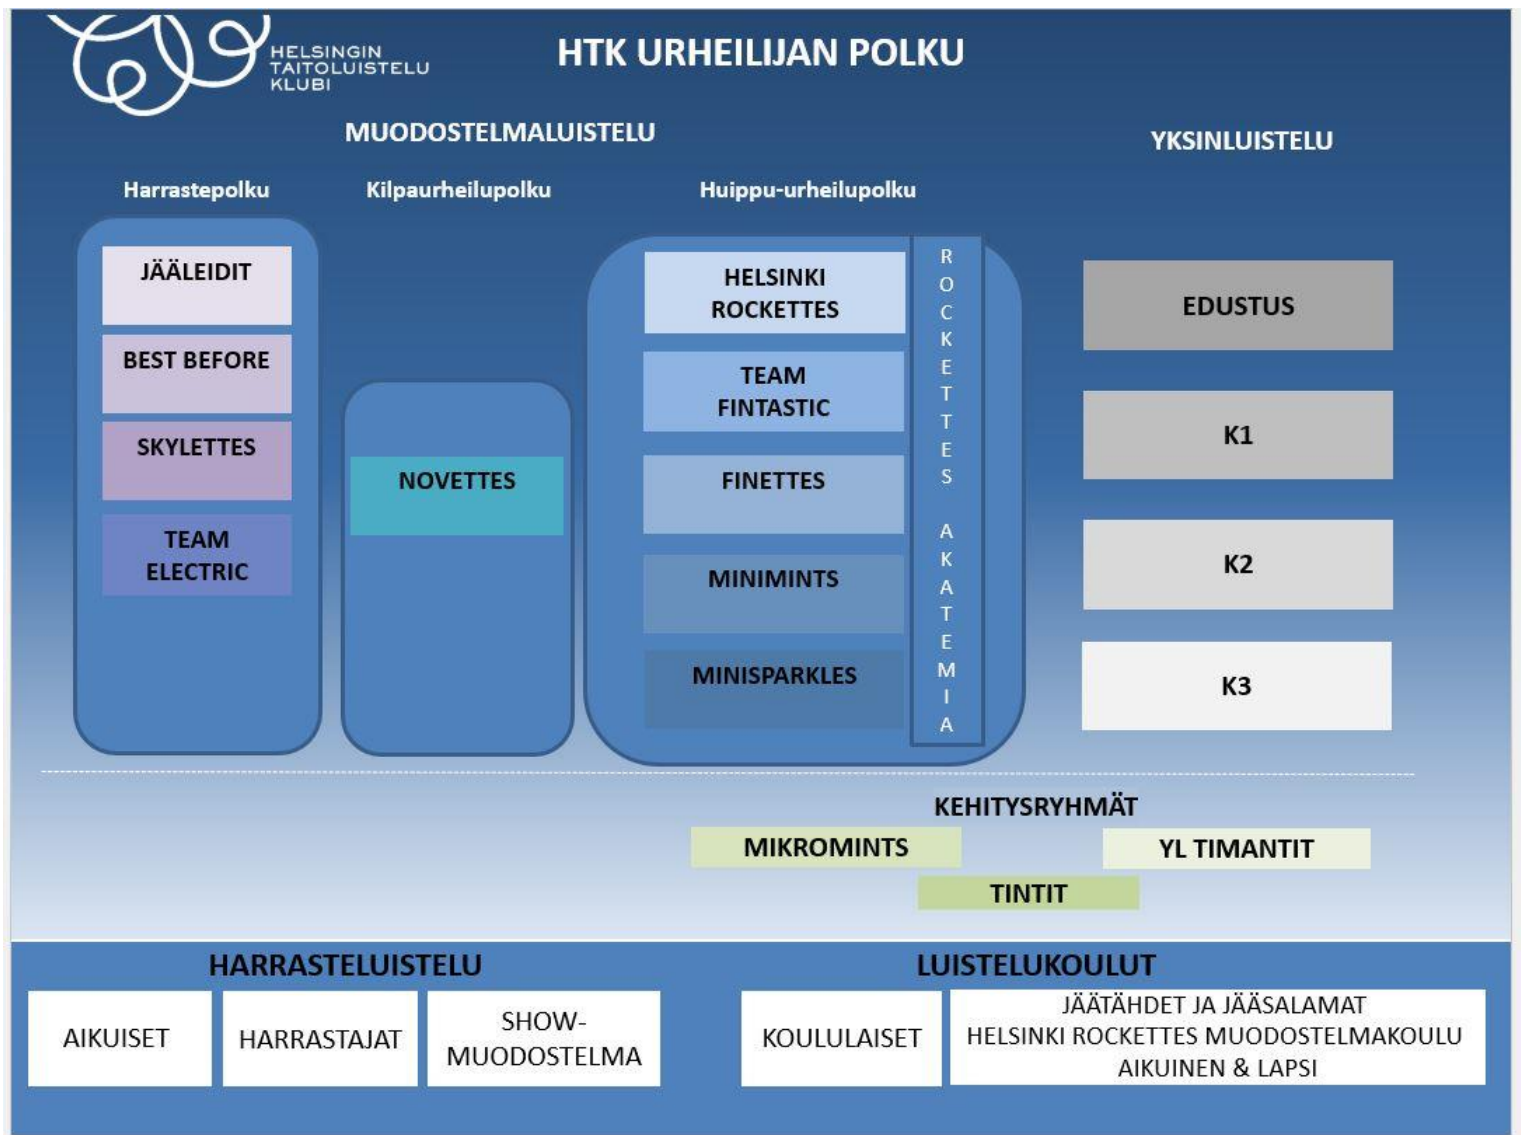 HELSINGIN
TAITOLUISTELU
KLUBI
HTK URHEILIJAN POLKU
MUODOSTELMALUISTELU
YKSINLUISTELU
Harrastepolku
Kilpaurheilupolku
Huippu-urheilupolku
JÄÄLEIDIT
BEST BEFORE
SKYLETTES
TEAM
ELECTRIC
NOVETTES
HELSINKI
ROCKETTES
TEAM
FINTASTIC
FINETTES
MINIMINTS
MINISPARKLES
ROCKETTES AKATEMIA
EDUSTUS
K1
K2
K3
KEHITYSRYHMÄT
MIKROMINTS
YL TIMANTIT
TINTIT
HARRASTELUISTELU
AIKUISET
HARRASTAJAT
SHOW-
MUODOSTELMA
LUISTELUKOULUT
KOULULAISET
JÄÄTÄHDET JA JÄÄSALAMAT
HELSINKI ROCKETTES MUODOSTELMAKOULU
AIKUINEN & LAPSI